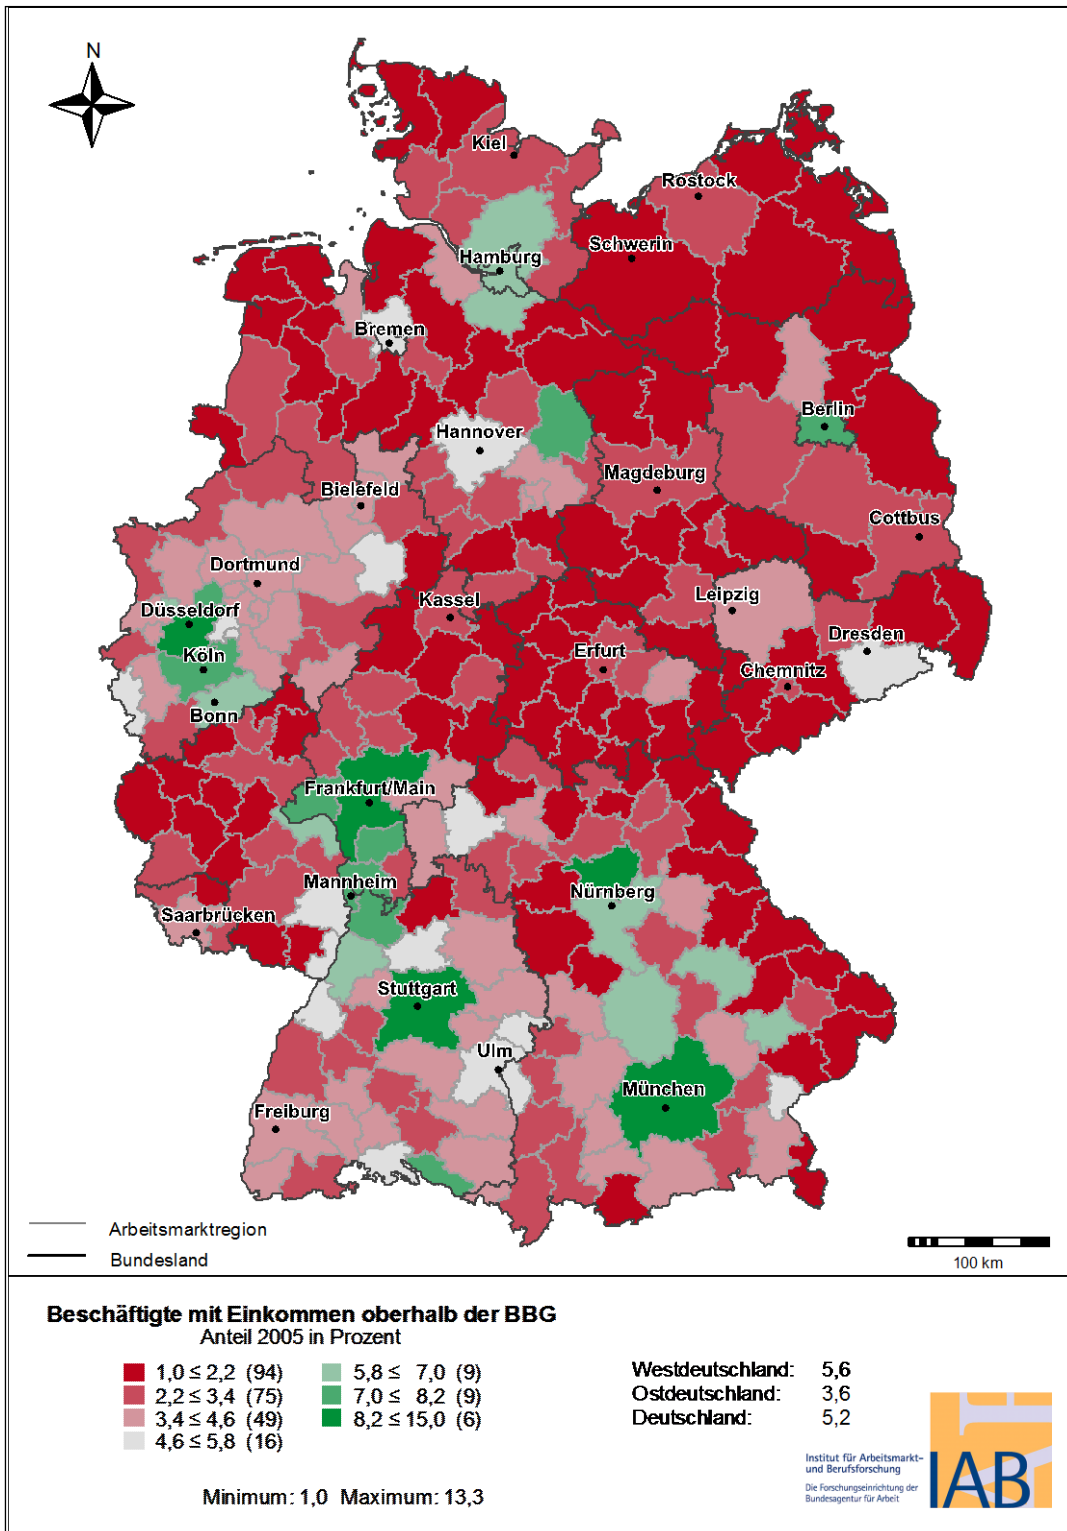 N
Kiel
Rostock
Schwerin
Hamburg
Bremen
Berlin
Hannover
Magdeburg
Bielefeld
Cottbus
Dortmund
Leipzig
Kassel
Düsseldorf
Dresden
Köln
Erfurt
Chemnitz
Bonn
Frankfurt/Main
Mannheim
Nürnberg
Saarbrücken
Stuttgart
Ulm
München
Freiburg
Arbeitsmarktregion
Bundesland
100 km
Beschäftigte mit Einkommen oberhalb der BBG
Anteil 2005 in Prozent
1,0 ≤ 2,2 (94)
2,2 ≤ 3,4 (75)
3,4 ≤ 4,6 (49)
4,6 ≤ 5,8 (16)
5,8 ≤ 7,0 (9)
7,0 ≤ 8,2 (9)
8,2 ≤ 15,0 (6)
Minimum: 1,0 Maximum: 13,3
Westdeutschland: 5,6
Ostdeutschland: 3,6
Deutschland: 5,2
Institut für Arbeitsmarkt-
und Berufsforschung
Die Forschungseinrichtung der
Bundesagentur für Arbeit
IAB